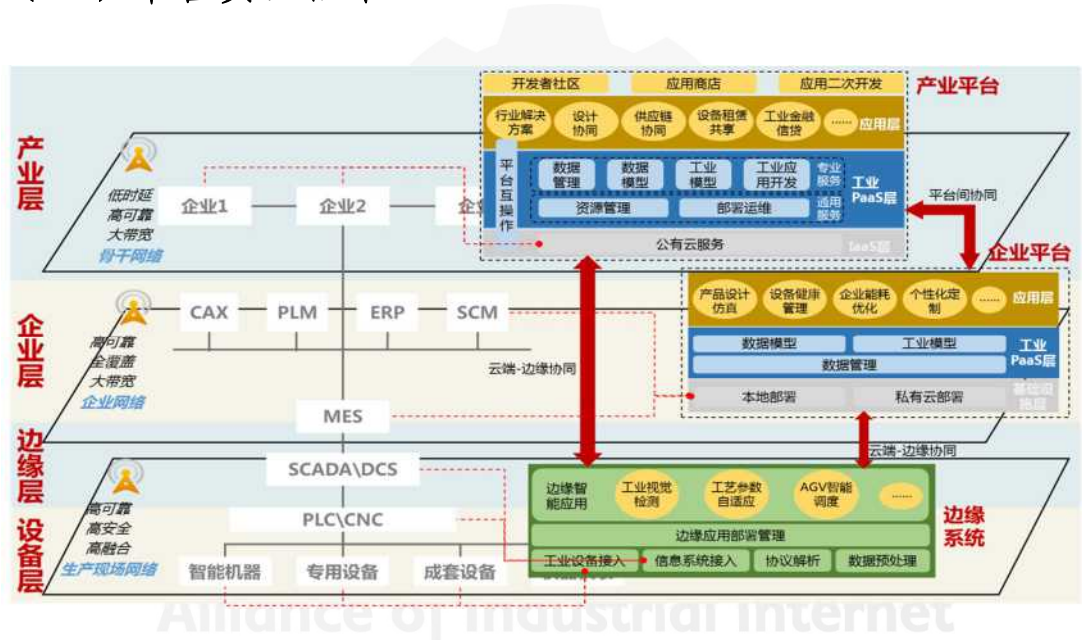 开发者社区
应用商店
应用二次开发
产业平台
行业解决
方案
设计
协同
供应链
协同
设备租赁
共享
工业金融
信贷
……
应用层
平台互操作
数据
管理
数据
模型
工业
模型
工业应
用开发
专业
服务
资源管理
部署运维
通用
服务
工业
PaaS层
公有云服务
IaaS层
平台间协同
产业层
低时延
高可靠
大带宽
骨干网络
企业1
企业2
企业平台
产品设计
仿真
设备健康
管理
企业能耗
优化
个性化定
制
……
应用层
数据模型
工业模型
数据管理
工业
PaaS层
本地部署
私有云部署
基础设
施层
企业层
高可靠
全覆盖
大带宽
企业网络
CAX
PLM
ERP
SCM
云端-边缘协同
MES
云端-边缘协同
边缘层
SCADA\DCS
PLC\CNC
设备层
高可靠
高安全
高融合
生产现场网络
智能机器
专用设备
成套设备
边缘智
能应用
工业视觉
检测
工艺参数
自适应
AGV智能
调度
……
边缘应用部署管理
工业设备接入
信息系统接入
协议解析
数据预处理
边缘
系统
Alliance of Industrial Internet